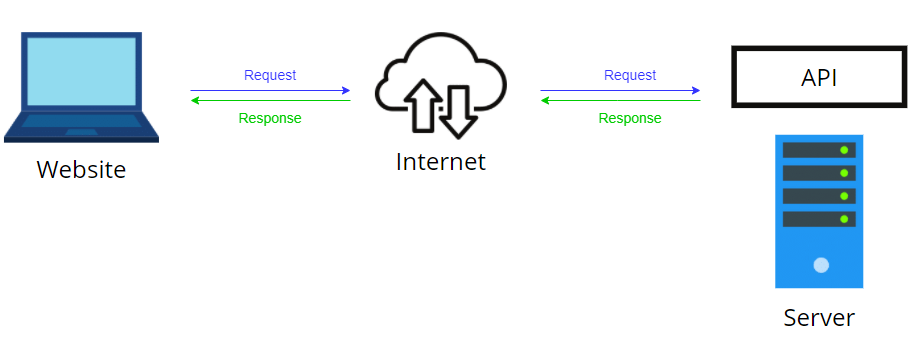 Request
Response
Request
Response
API
Website
Internet
Server